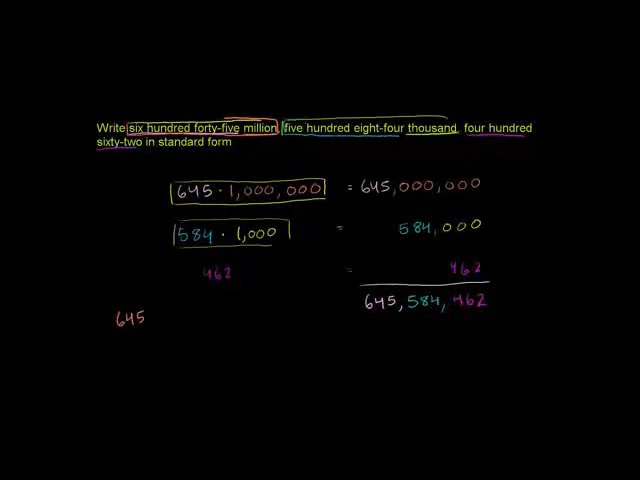 Write six hundred forty-five million, five hundred eight-four thousand, four hundred
sixty-two in standard form
645 · 1,000,000 = 645,000,000
584 · 1,000 = 584,000
462 = 462
645,584,462
645